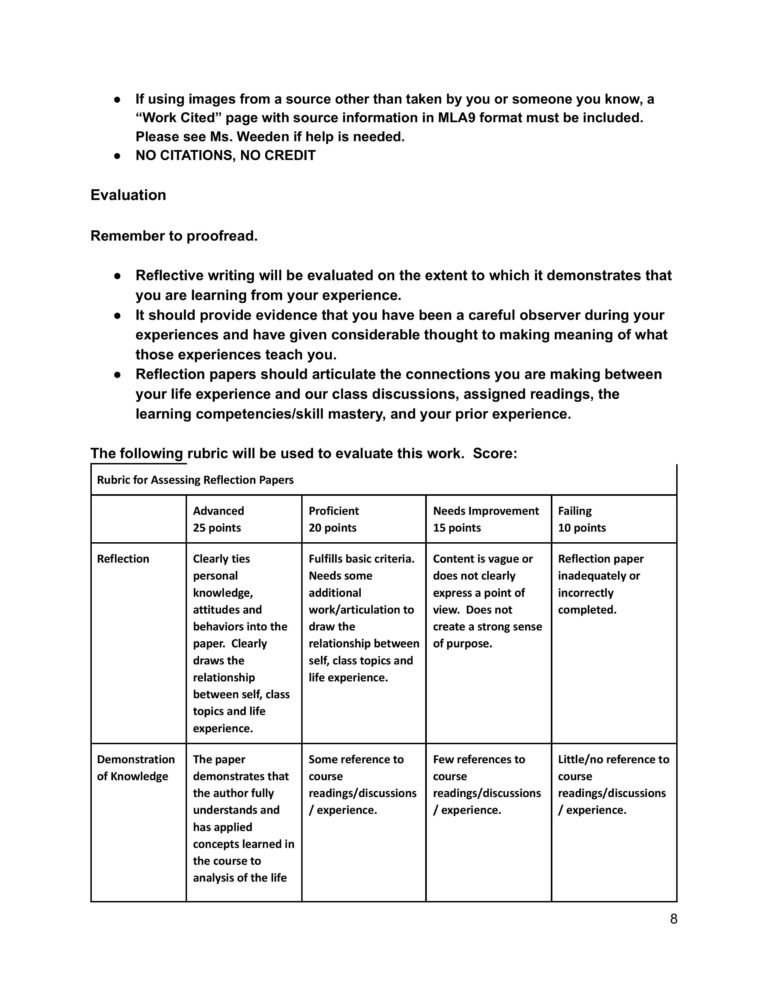 ● If using images from a source other than taken by you or someone you know, a
“Work Cited” page with source information in MLA9 format must be included.
Please see Ms. Weeden if help is needed.
● NO CITATIONS, NO CREDIT
Evaluation
Remember to proofread.
● Reflective writing will be evaluated on the extent to which it demonstrates that
you are learning from your experience.
● It should provide evidence that you have been a careful observer during your
experiences and have given considerable thought to making meaning of what
those experiences teach you.
● Reflection papers should articulate the connections you are making between
your life experience and our class discussions, assigned readings, the
learning competencies/skill mastery, and your prior experience.
The following rubric will be used to evaluate this work.  Score:
Rubric for Assessing Reflection Papers
Advanced
25 points
Proficient
20 points
Needs Improvement
15 points
Failing
10 points
Reflection
Clearly ties
personal
knowledge,
attitudes and
behaviors into the
paper.  Clearly
draws the
relationship
between self, class
topics and life
experience.
Fulfills basic criteria.
Needs some
additional
work/articulation to
draw the
relationship between
self, class topics and
life experience.
Content is vague or
does not clearly
express a point of
view.  Does not
create a strong sense
of purpose.
Reflection paper
inadequately or
incorrectly
completed.
Demonstration
of Knowledge
The paper
demonstrates that
the author fully
understands and
has applied
concepts learned in
the course to
analysis of the life
Some reference to
course
readings/discussions
/ experience.
Few references to
course
readings/discussions
/ experience.
Little/no reference to
course
readings/discussions
/ experience.
8